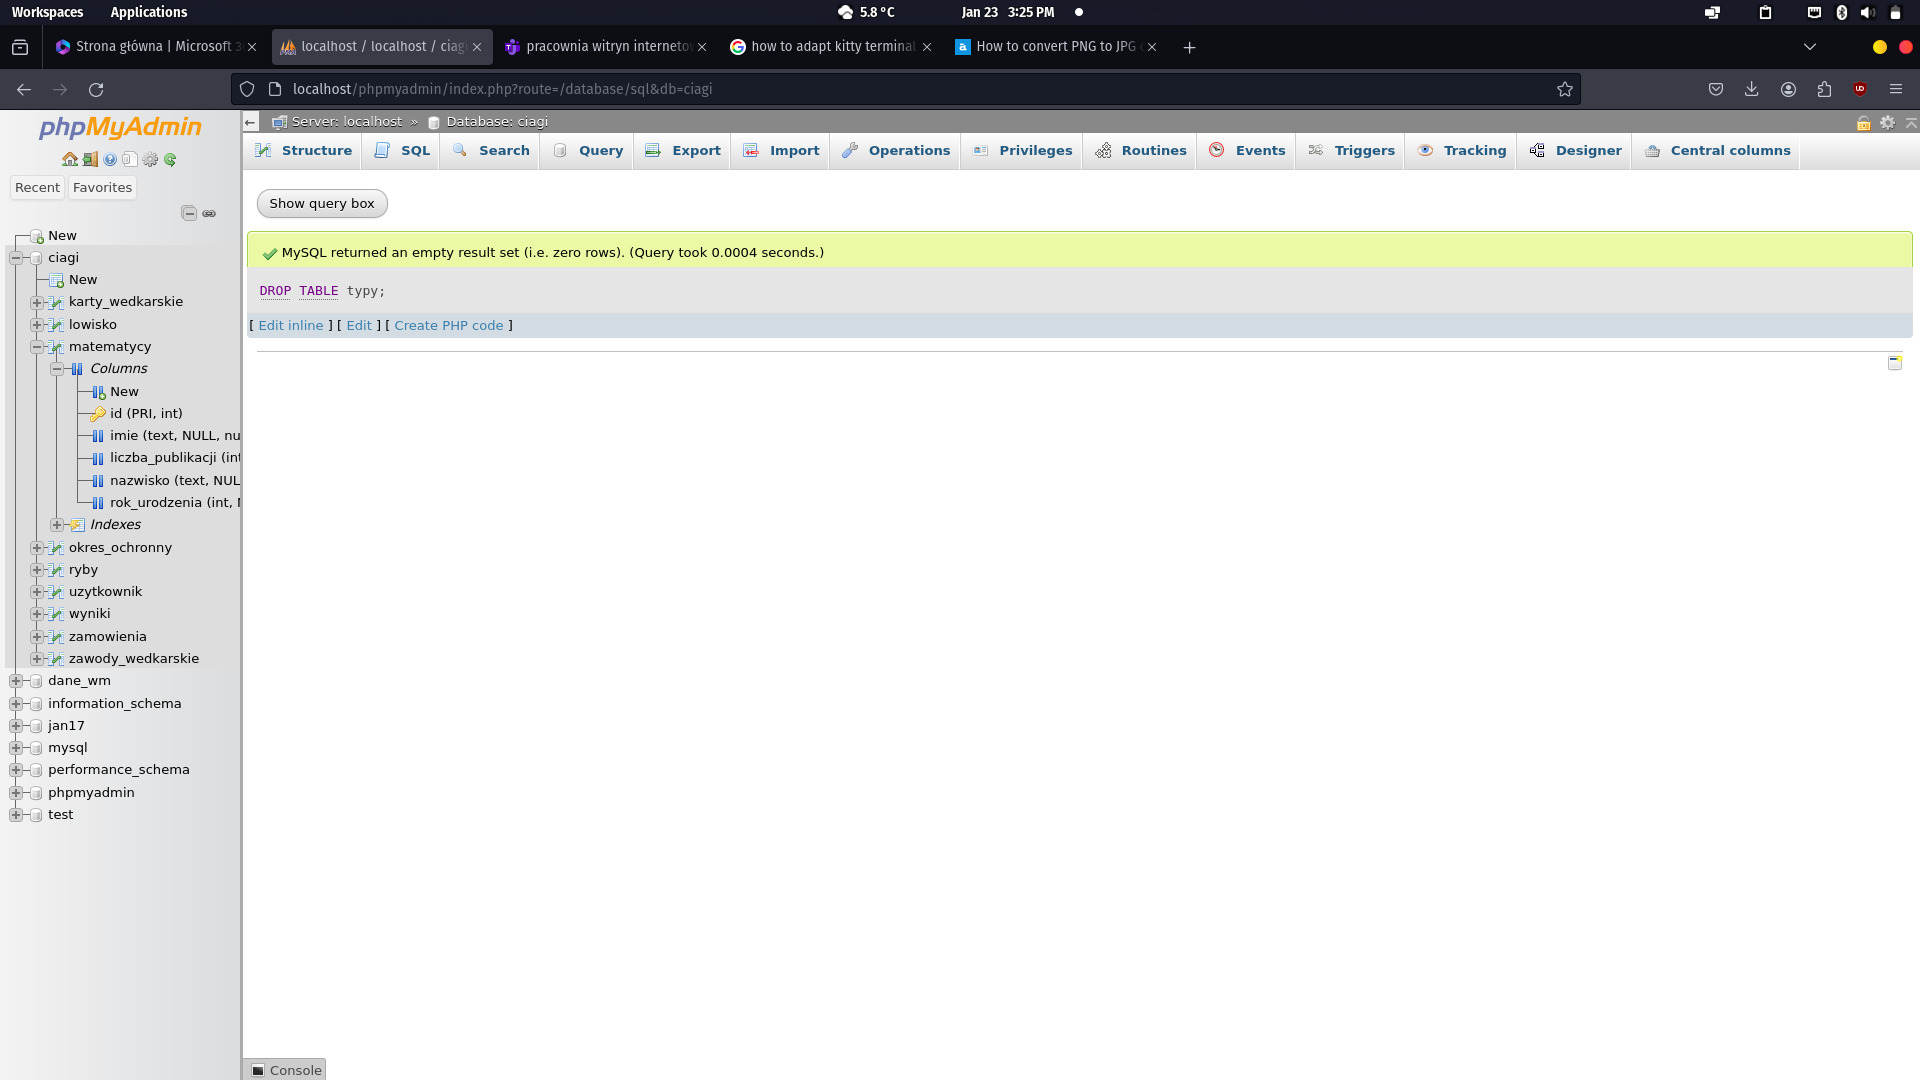 Workspaces Applications 5.8 °C Jan 23 3:25 PM
Strona główna | Microsoft 3
localhost / localhost / ciagi
pracownia witryn interneto
how to adapt kitty terminal
How to convert PNG to JPG
localhost/phpmyadmin/index.php?route=/database/sql&db=ciagi
phpMyAdmin
Recent Favorites
New
ciagi
New
karty_wedkarskie
lowisko
matematycy
Columns
New
id (PRI, int)
imie (text, NULL, nu
liczba_publikacji (int
nazwisko (text, NUL
rok_urodzenia (int, N
Indexes
okres_ochronny
ryby
uzytkownik
wyniki
zamowienia
zawody_wedkarskie
dane_wm
information_schema
jan17
mysql
performance_schema
phpmyadmin
test
Server: localhost » Database: ciagi
Structure SQL Search Query Export Import Operations Privileges Routines Events Triggers Tracking Designer Central columns
Show query box
MySQL returned an empty result set (i.e. zero rows). (Query took 0.0004 seconds.)
DROP TABLE typy;
[ Edit inline ] [ Edit ] [ Create PHP code ]
Console